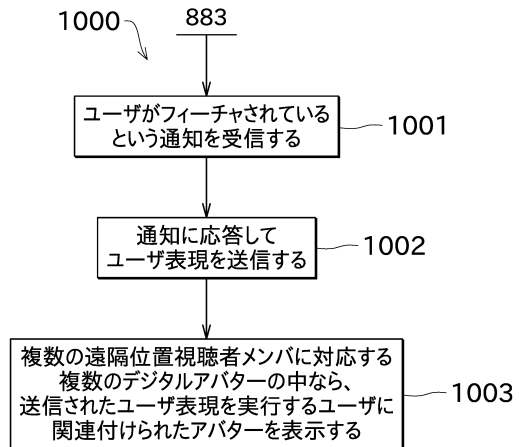 1000
883
ユーザがフィーチャされている
という通知を受信する
1001
通知に応答して
ユーザ表現を送信する
1002
複数の遠隔位置視聴者メンバに対応する
複数のデジタルアバターの中なら、
送信されたユーザ表現を実行するユーザに
関連付けられたアバターを表示する
1003